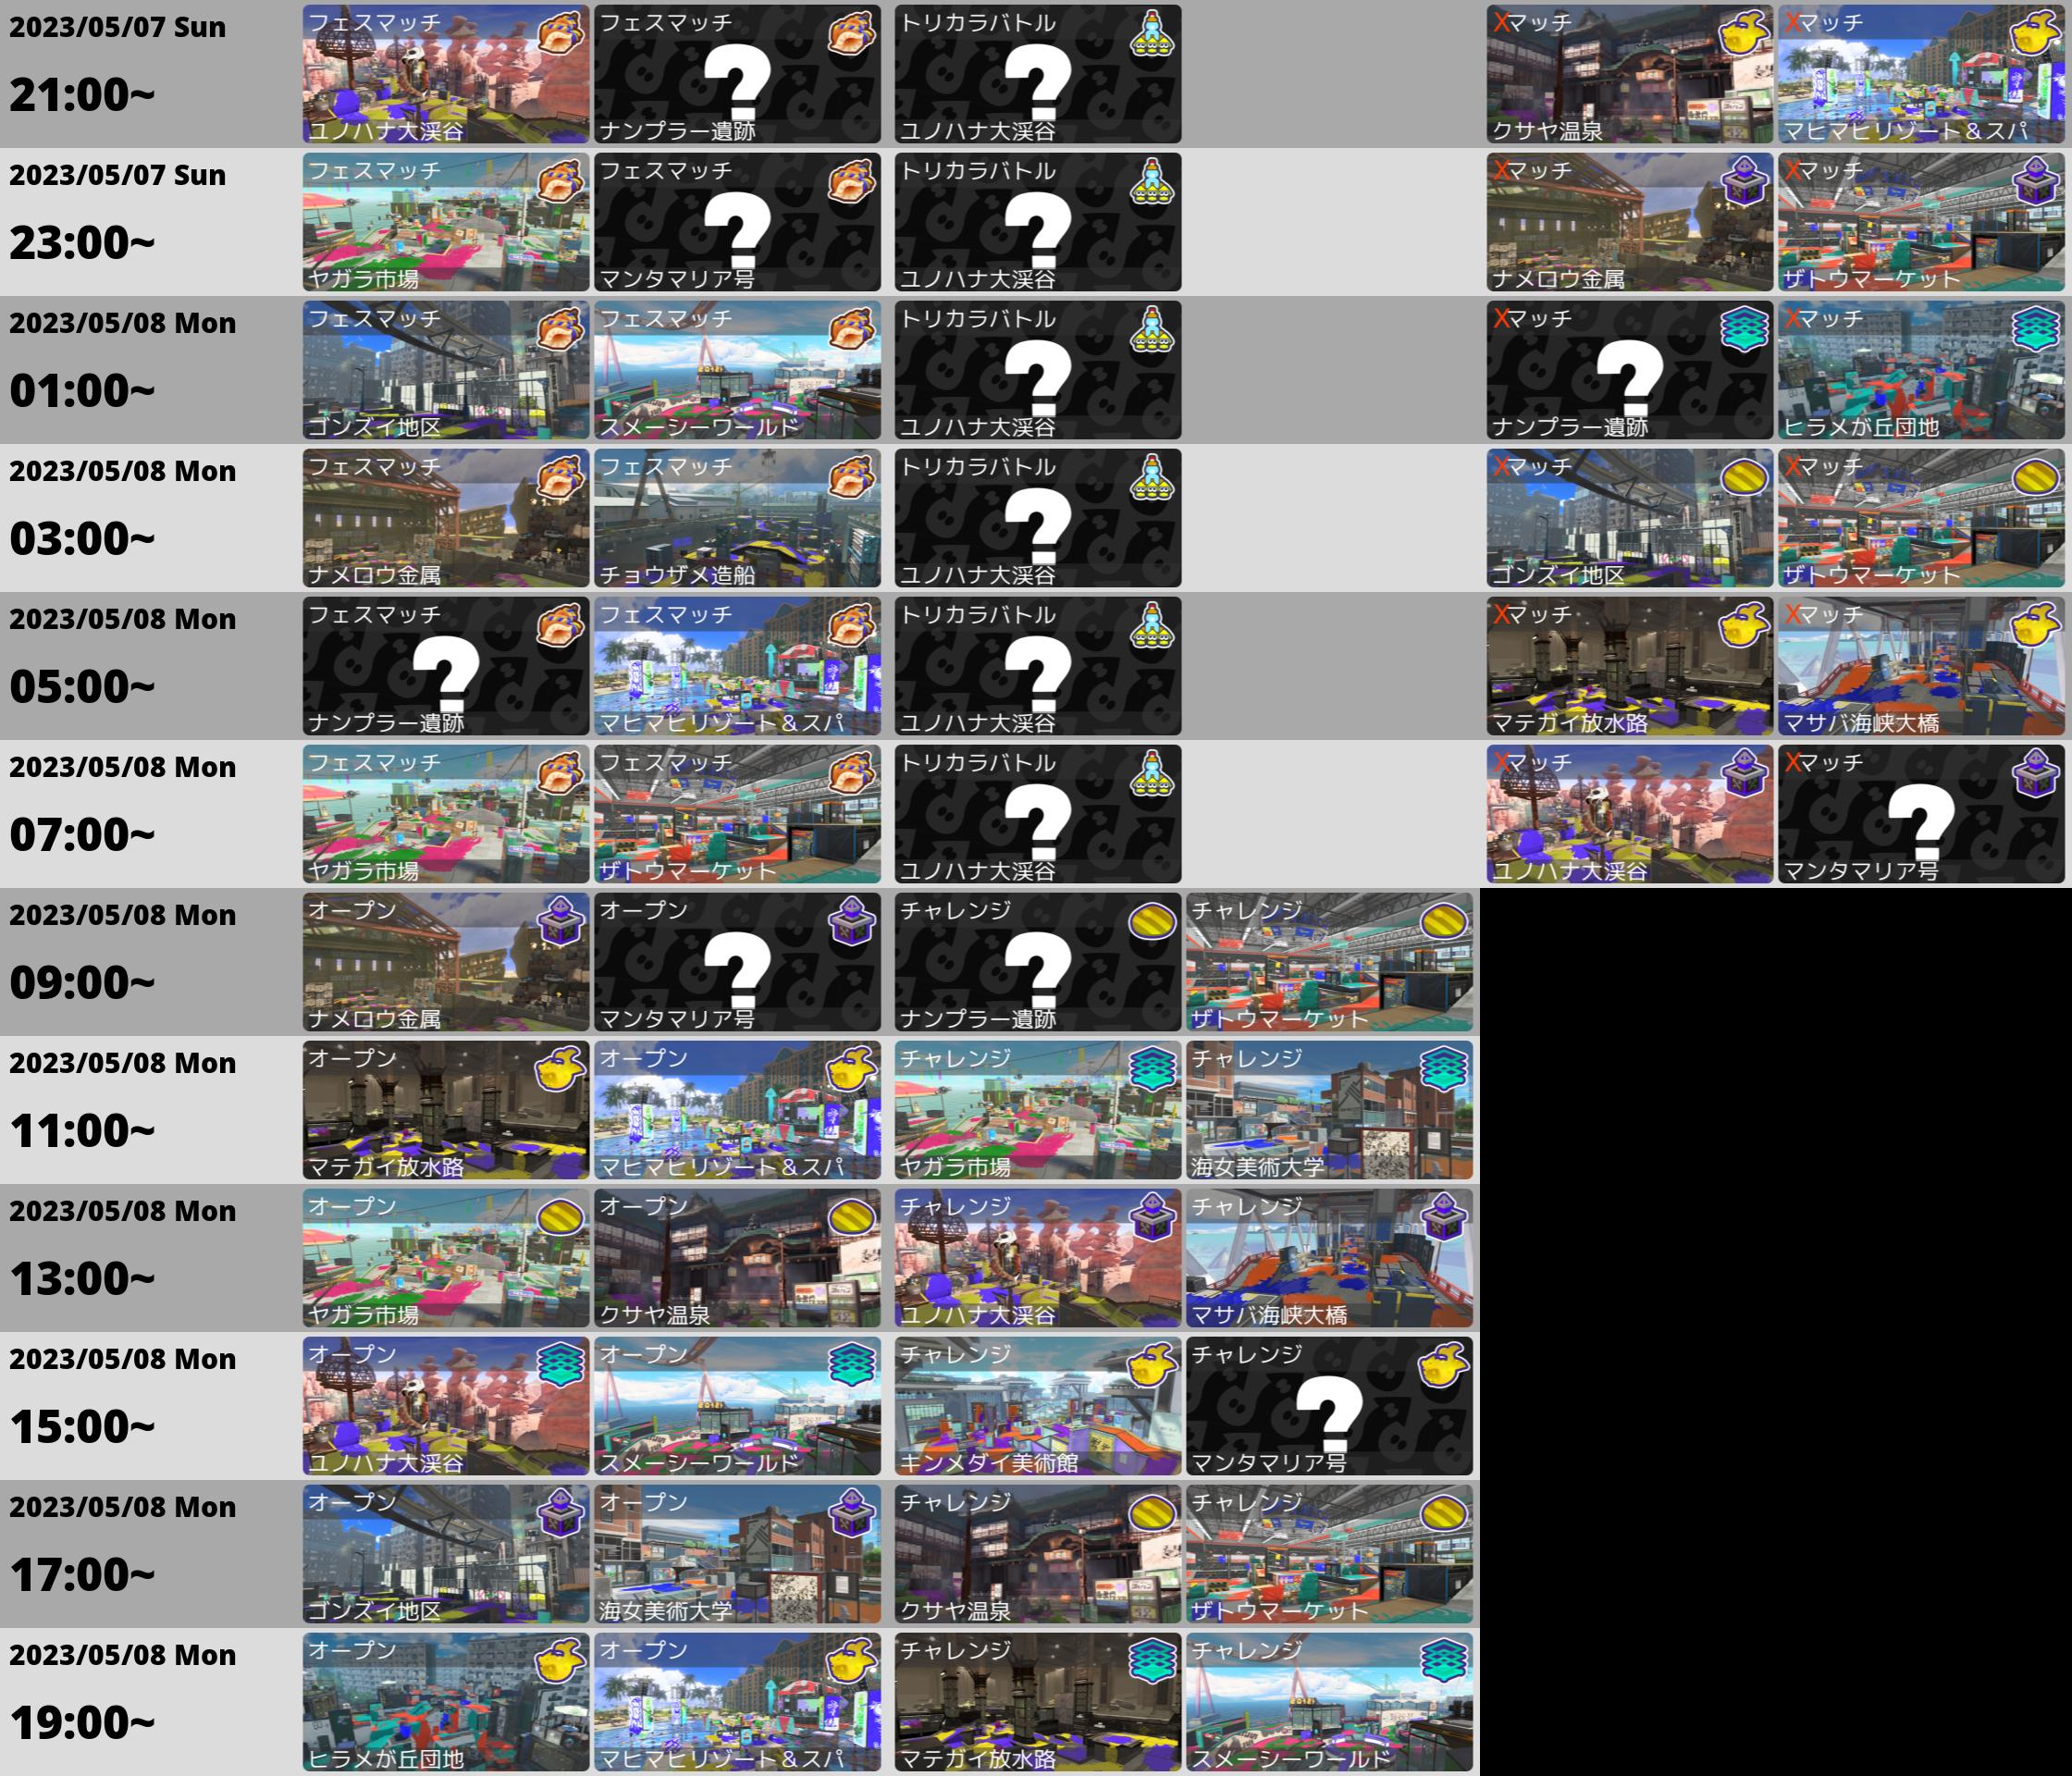 2023/05/07 Sun
21:00~
フェスマッチ
ユノハナ大渓谷
フェスマッチ
ナンプラー遺跡
トリカラバトル
ユノハナ大渓谷
Xマッチ
クサヤ温泉
Xマッチ
マヒマヒリゾート＆スパ
2023/05/07 Sun
23:00~
フェスマッチ
ヤガラ市場
フェスマッチ
マンタマリア号
トリカラバトル
ユノハナ大渓谷
Xマッチ
ナメロウ金属
Xマッチ
ザトウマーケット
2023/05/08 Mon
01:00~
フェスマッチ
ゴンズイ地区
フェスマッチ
スメーシーワールド
トリカラバトル
ユノハナ大渓谷
Xマッチ
ナンプラー遺跡
Xマッチ
ヒラメが丘団地
2023/05/08 Mon
03:00~
フェスマッチ
ナメロウ金属
フェスマッチ
チョウザメ造船
トリカラバトル
ユノハナ大渓谷
Xマッチ
ゴンズイ地区
Xマッチ
ザトウマーケット
2023/05/08 Mon
05:00~
フェスマッチ
ナンプラー遺跡
フェスマッチ
マヒマヒリゾート＆スパ
トリカラバトル
ユノハナ大渓谷
Xマッチ
マテガイ放水路
Xマッチ
マサバ海峡大橋
2023/05/08 Mon
07:00~
フェスマッチ
ヤガラ市場
フェスマッチ
ザトウマーケット
トリカラバトル
ユノハナ大渓谷
Xマッチ
ユノハナ大渓谷
Xマッチ
マンタマリア号
2023/05/08 Mon
09:00~
オープン
ナメロウ金属
オープン
マンタマリア号
チャレンジ
ナンプラー遺跡
チャレンジ
ザトウマーケット
2023/05/08 Mon
11:00~
オープン
マテガイ放水路
オープン
マヒマヒリゾート＆スパ
チャレンジ
ヤガラ市場
チャレンジ
海女美術大学
2023/05/08 Mon
13:00~
オープン
ヤガラ市場
オープン
クサヤ温泉
チャレンジ
ユノハナ大渓谷
チャレンジ
マサバ海峡大橋
2023/05/08 Mon
15:00~
オープン
ユノハナ大渓谷
オープン
スメーシーワールド
チャレンジ
キンメダイ美術館
チャレンジ
マンタマリア号
2023/05/08 Mon
17:00~
オープン
ゴンズイ地区
オープン
海女美術大学
チャレンジ
クサヤ温泉
チャレンジ
ザトウマーケット
2023/05/08 Mon
19:00~
オープン
ヒラメが丘団地
オープン
マヒマヒリゾート＆スパ
チャレンジ
マテガイ放水路
チャレンジ
スメーシーワールド